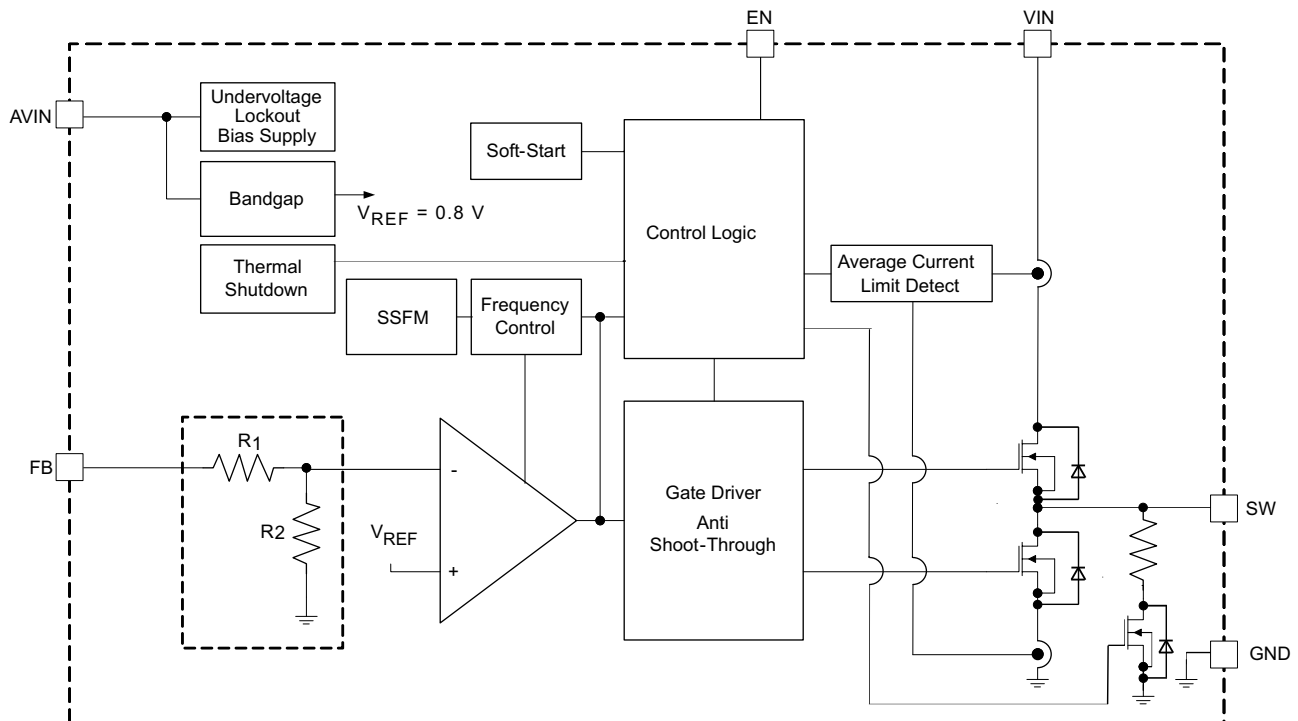 EN
VIN
AVIN
Undervoltage
Lockout
Bias Supply
Soft-Start
Bandgap
VREF = 0.8 V
Control Logic
Thermal
Shutdown
Average Current
Limit Detect
SSFM
Frequency
Control
R1
FB
-
R2
VREF
+
Gate Driver
Anti
Shoot-Through
SW
GND